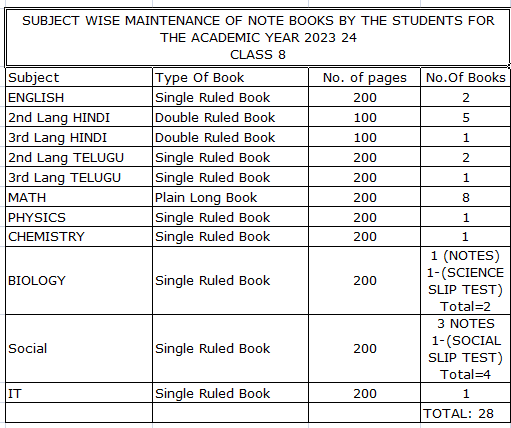 SUBJECT WISE MAINTENANCE OF NOTE BOOKS BY THE STUDENTS FOR
THE ACADEMIC YEAR 2023 24
CLASS 8
Subject Type Of Book No. of pages No.Of Books
ENGLISH Single Ruled Book 200 2
2nd Lang HINDI Double Ruled Book 100 5
3rd Lang HINDI Double Ruled Book 100 1
2nd Lang TELUGU Single Ruled Book 200 2
3rd Lang TELUGU Single Ruled Book 200 1
MATH Plain Long Book 200 8
PHYSICS Single Ruled Book 200 1
CHEMISTRY Single Ruled Book 200 1
BIOLOGY Single Ruled Book 200 1 (NOTES)
1-(SCIENCE
SLIP TEST)
Total=2
Social Single Ruled Book 200 3 NOTES
1-(SOCIAL
SLIP TEST)
Total=4
IT Single Ruled Book 200 1
TOTAL: 28